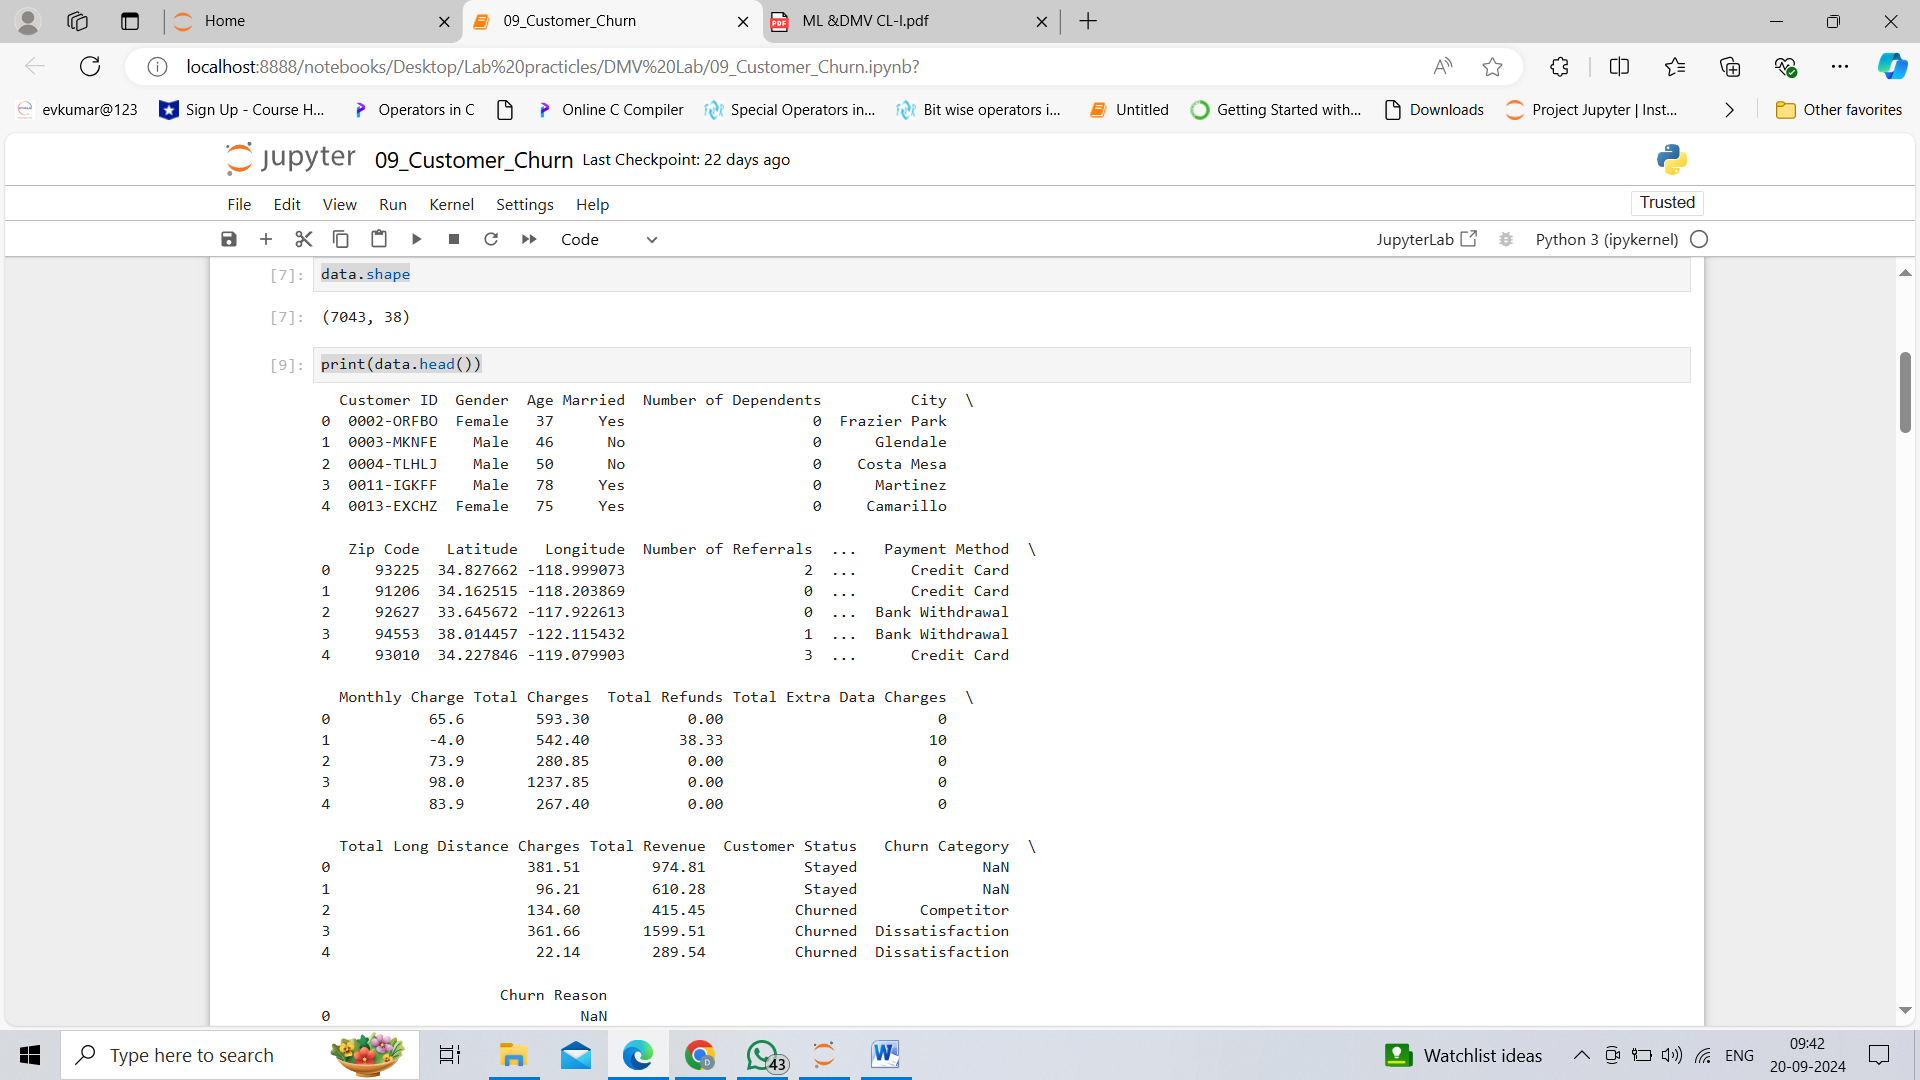 Home
09_Customer_Churn
ML &DMV CL-I.pdf
localhost:8888/notebooks/Desktop/Lab%20practicles/DMV%20Lab/09_Customer_Churn.ipynb?
evkumar@123 Sign Up - Course H... Operators in C Online C Compiler Special Operators in... Bit wise operators i... Untitled Getting Started with... Downloads Project Jupyter | Inst... Other favorites
jupyter 09_Customer_Churn Last Checkpoint: 22 days ago
File Edit View Run Kernel Settings Help Trusted
Code JupyterLab Python 3 (ipykernel)
[7]: data.shape
[7]: (7043, 38)
[9]: print(data.head())
Customer ID Gender Age Married Number of Dependents City \
0 0002-ORFBO Female 37 Yes 0 Frazier Park
1 0003-MKNFE Male 46 No 0 Glendale
2 0004-TLHLJ Male 50 No 0 Costa Mesa
3 0011-IGKFF Male 78 Yes 0 Martinez
4 0013-EXCHZ Female 75 Yes 0 Camarillo
Zip Code Latitude Longitude Number of Referrals ... Payment Method \
0 93225 34.827662 -118.999073 2 ... Credit Card
1 91206 34.162515 -118.203869 0 ... Credit Card
2 92627 33.645672 -117.922613 0 ... Bank Withdrawal
3 94553 38.014457 -122.115432 1 ... Bank Withdrawal
4 93010 34.227846 -119.079903 3 ... Credit Card
Monthly Charge Total Charges Total Refunds Total Extra Data Charges \
0 65.6 593.30 0.00 0
1 -4.0 542.40 38.33 10
2 73.9 280.85 0.00 0
3 98.0 1237.85 0.00 0
4 83.9 267.40 0.00 0
Total Long Distance Charges Total Revenue Customer Status Churn Category \
0 381.51 974.81 Stayed NaN
1 96.21 610.28 Stayed NaN
2 134.60 415.45 Churned Competitor
3 361.66 1599.51 Churned Dissatisfaction
4 22.14 289.54 Churned Dissatisfaction
Churn Reason
0 NaN
Type here to search
43
Watchlist ideas
ENG
09:42
20-09-2024